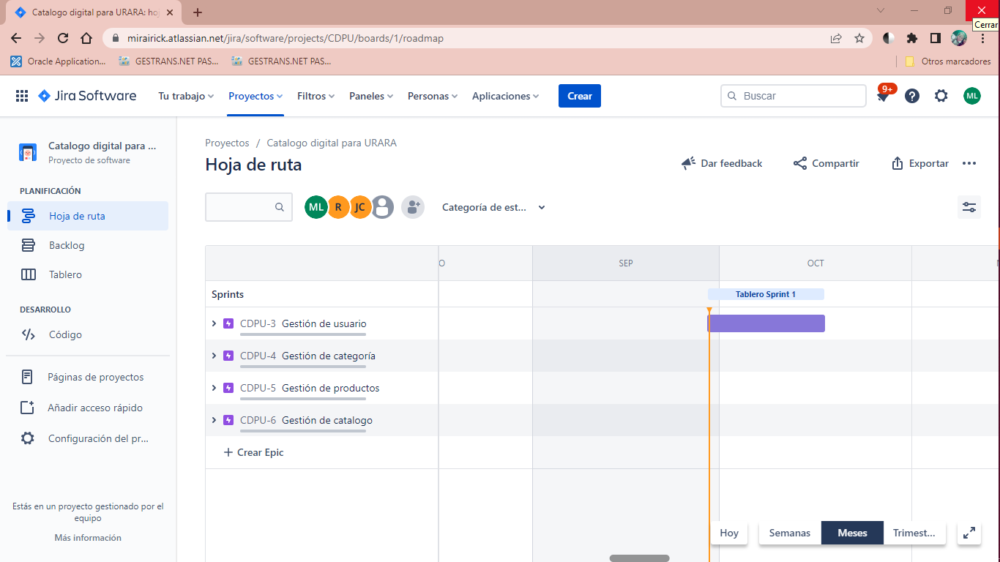 Catalogo digital para URARA: hoj
Cerrar
mirairick.atlassian.net/jira/software/projects/CDPU/boards/1/roadmap
Oracle Application...
GESTRANS.NET PAS...
GESTRANS.NET PAS...
Otros marcadores
Jira Software
Tu trabajo
Proyectos
Filtros
Paneles
Personas
Aplicaciones
Crear
Buscar
9+
ML
Catalogo digital para ...
Proyecto de software
PLANIFICACIÓN
Hoja de ruta
Backlog
Tablero
DESARROLLO
Código
Páginas de proyectos
Añadir acceso rápido
Configuración del pr...
Estás en un proyecto gestionado por el
equipo
Más información
Proyectos / Catalogo digital para URARA
Hoja de ruta
Dar feedback
Compartir
Exportar
ML
R
JC
Categoría de est...
O
SEP
OCT
Sprints
Tablero Sprint 1
CDPU-3 Gestión de usuario
CDPU-4 Gestión de categoría
CDPU-5 Gestión de productos
CDPU-6 Gestión de catalogo
+ Crear Epic
Hoy
Semanas
Meses
Trimest...